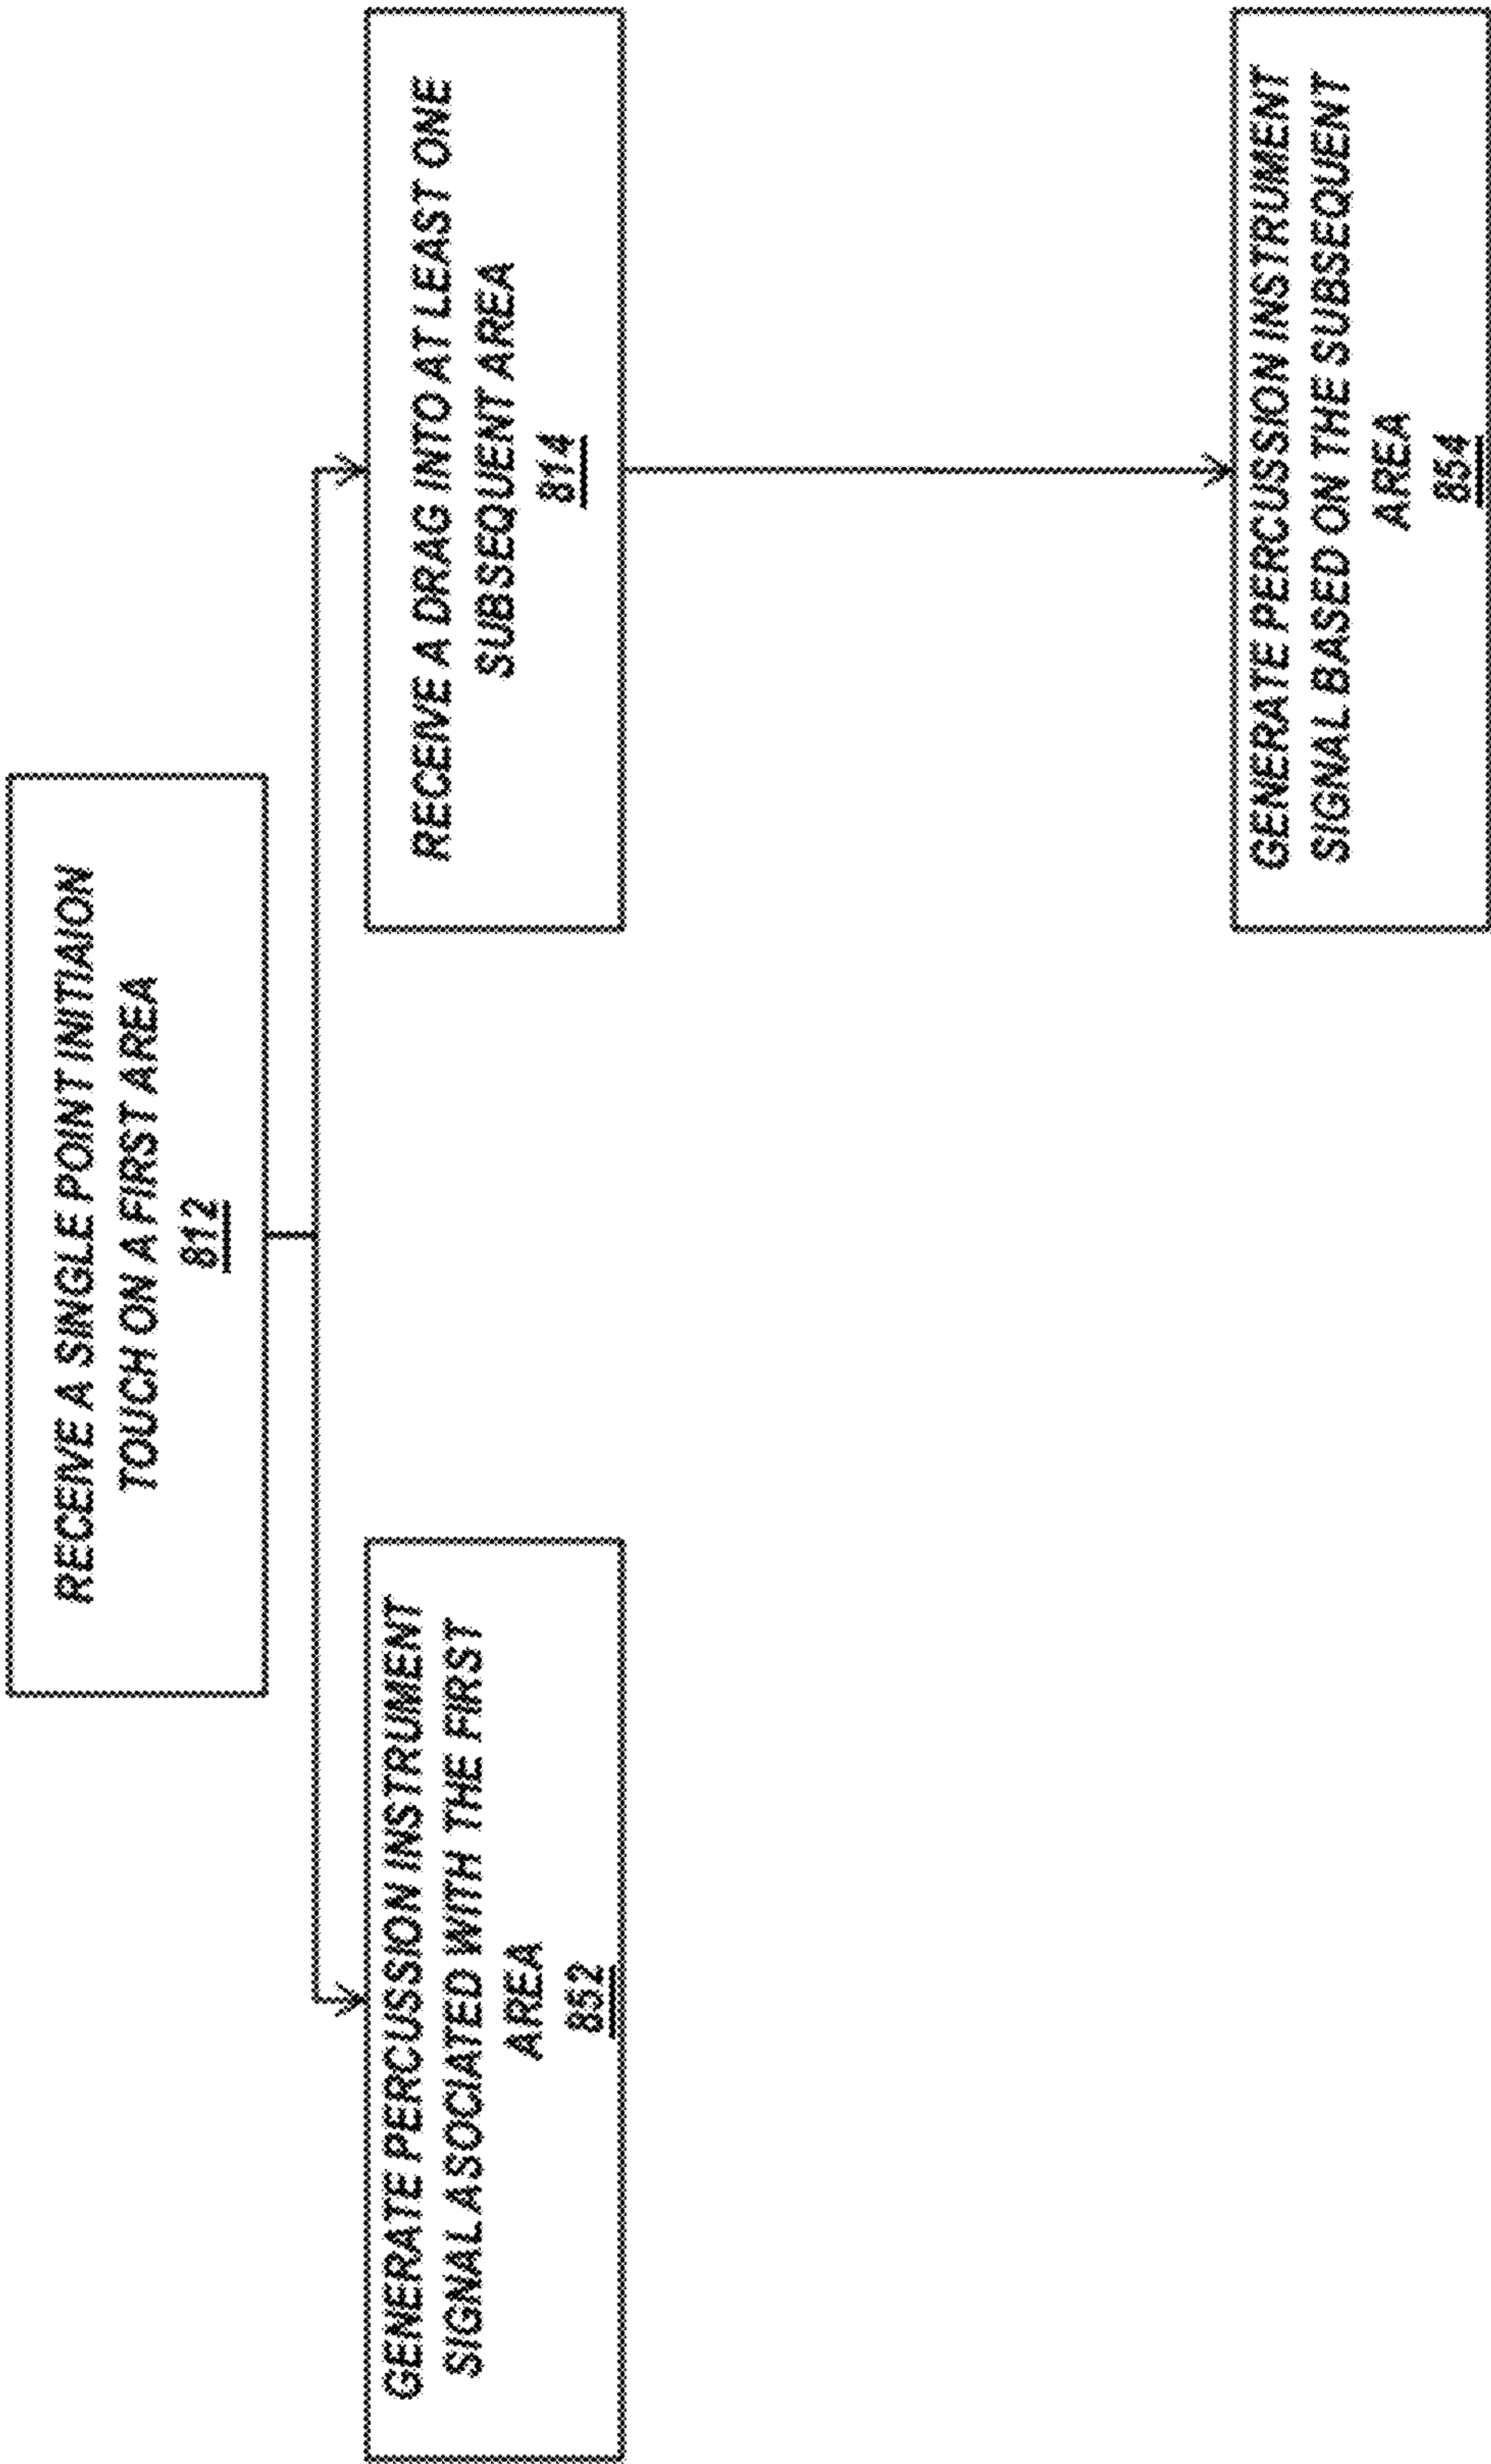 RECEIVE A SINGLE POINT INITIAION
TOUCH ON A FIRST AREA
812
GENERATE PERCUSSION INSTRUMENT
SIGNAL ASOCIATED WITH THE FIRST
AREA
852
RECEIVE A DRAG INTO AT LEAST ONE
SUBSEQUENT AREA
814
GENERATE PERCUSSION INSTRUMENT
SIGNAL BASED ON THE SUBSEQUENT
AREA
854